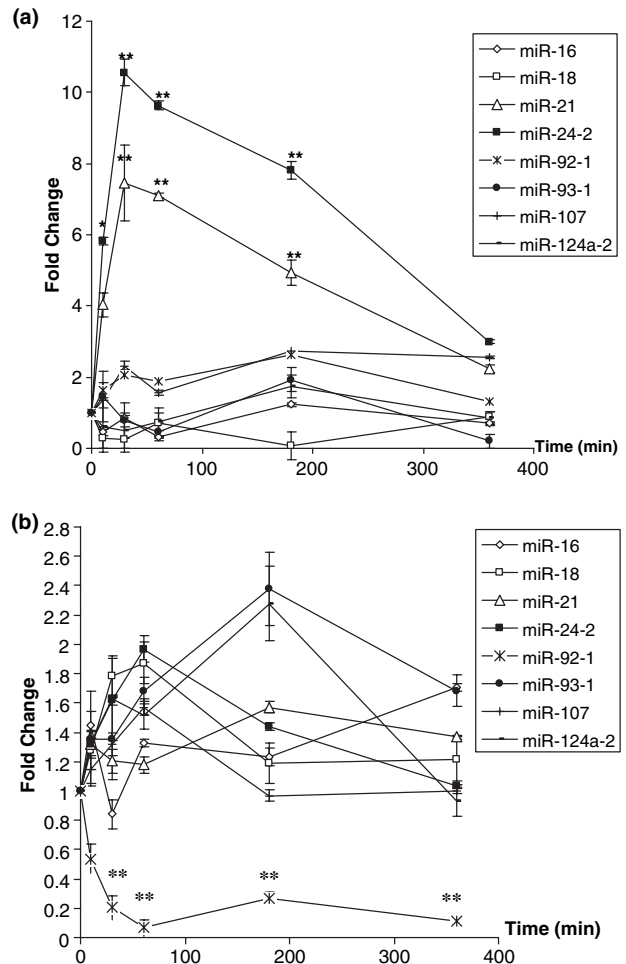 (a)
12
10
8
6
4
2
0
Fold Change
**
**
**
*
**
**
**
0
100
200
300
400
Time (min)
miR-16
miR-18
miR-21
miR-24-2
miR-92-1
miR-93-1
miR-107
miR-124a-2
(b)
2.8
2.6
2.4
2.2
2
1.8
1.6
1.4
1.2
1
0.8
0.6
0.4
0.2
0
Fold Change
**
**
**
**
0
100
200
300
400
Time (min)
miR-16
miR-18
miR-21
miR-24-2
miR-92-1
miR-93-1
miR-107
miR-124a-2